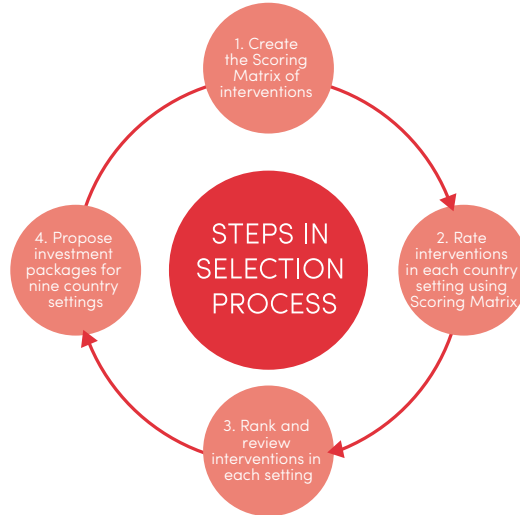 1. Create
the Scoring
Matrix of
interventions
2. Rate
interventions
in each country
setting using
Scoring Matrix
3. Rank and
review
interventions in
each setting
4. Propose
investment
packages for
nine country
settings
STEPS IN
SELECTION
PROCESS